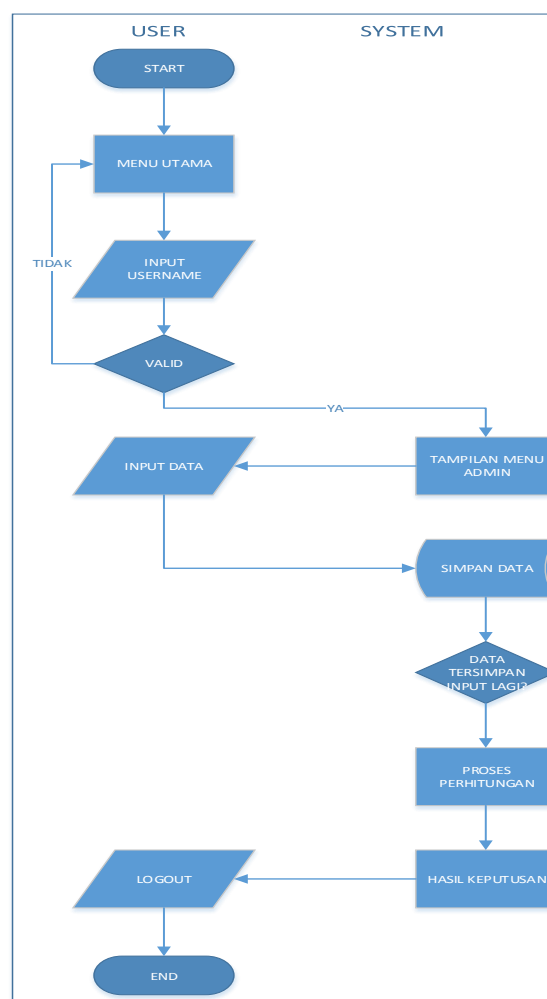 USER
SYSTEM
START
MENU UTAMA
INPUT
USERNAME
TIDAK
VALID
YA
INPUT DATA
TAMPILAN MENU
ADMIN
SIMPAN DATA
DATA
TERSIMPAN
INPUT LAGI?
PROSES
PERHITUNGAN
LOGOUT
HASIL KEPUTUSAN
END